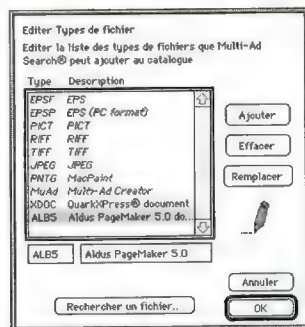 Editer Types de fichier
Editer la liste des types de fichiers que Multi-Ad
Search® peut ajouter au catalogue
Type Description
EPSF EPS
EPSP EPS (PC format)
PICT PICT
RIFF RIFF
TIFF TIFF
JPEG JPEG
PNTG MacPaint
MuAd Multi-Ad Creator
XDOC QuarkXPress® document
ALB5 Aldus PageMaker 5.0 do...
Ajouter
Effacer
Remplacer
ALB5 Aldus PageMaker 5.0
Annuler
Rechercher un fichier..
OK